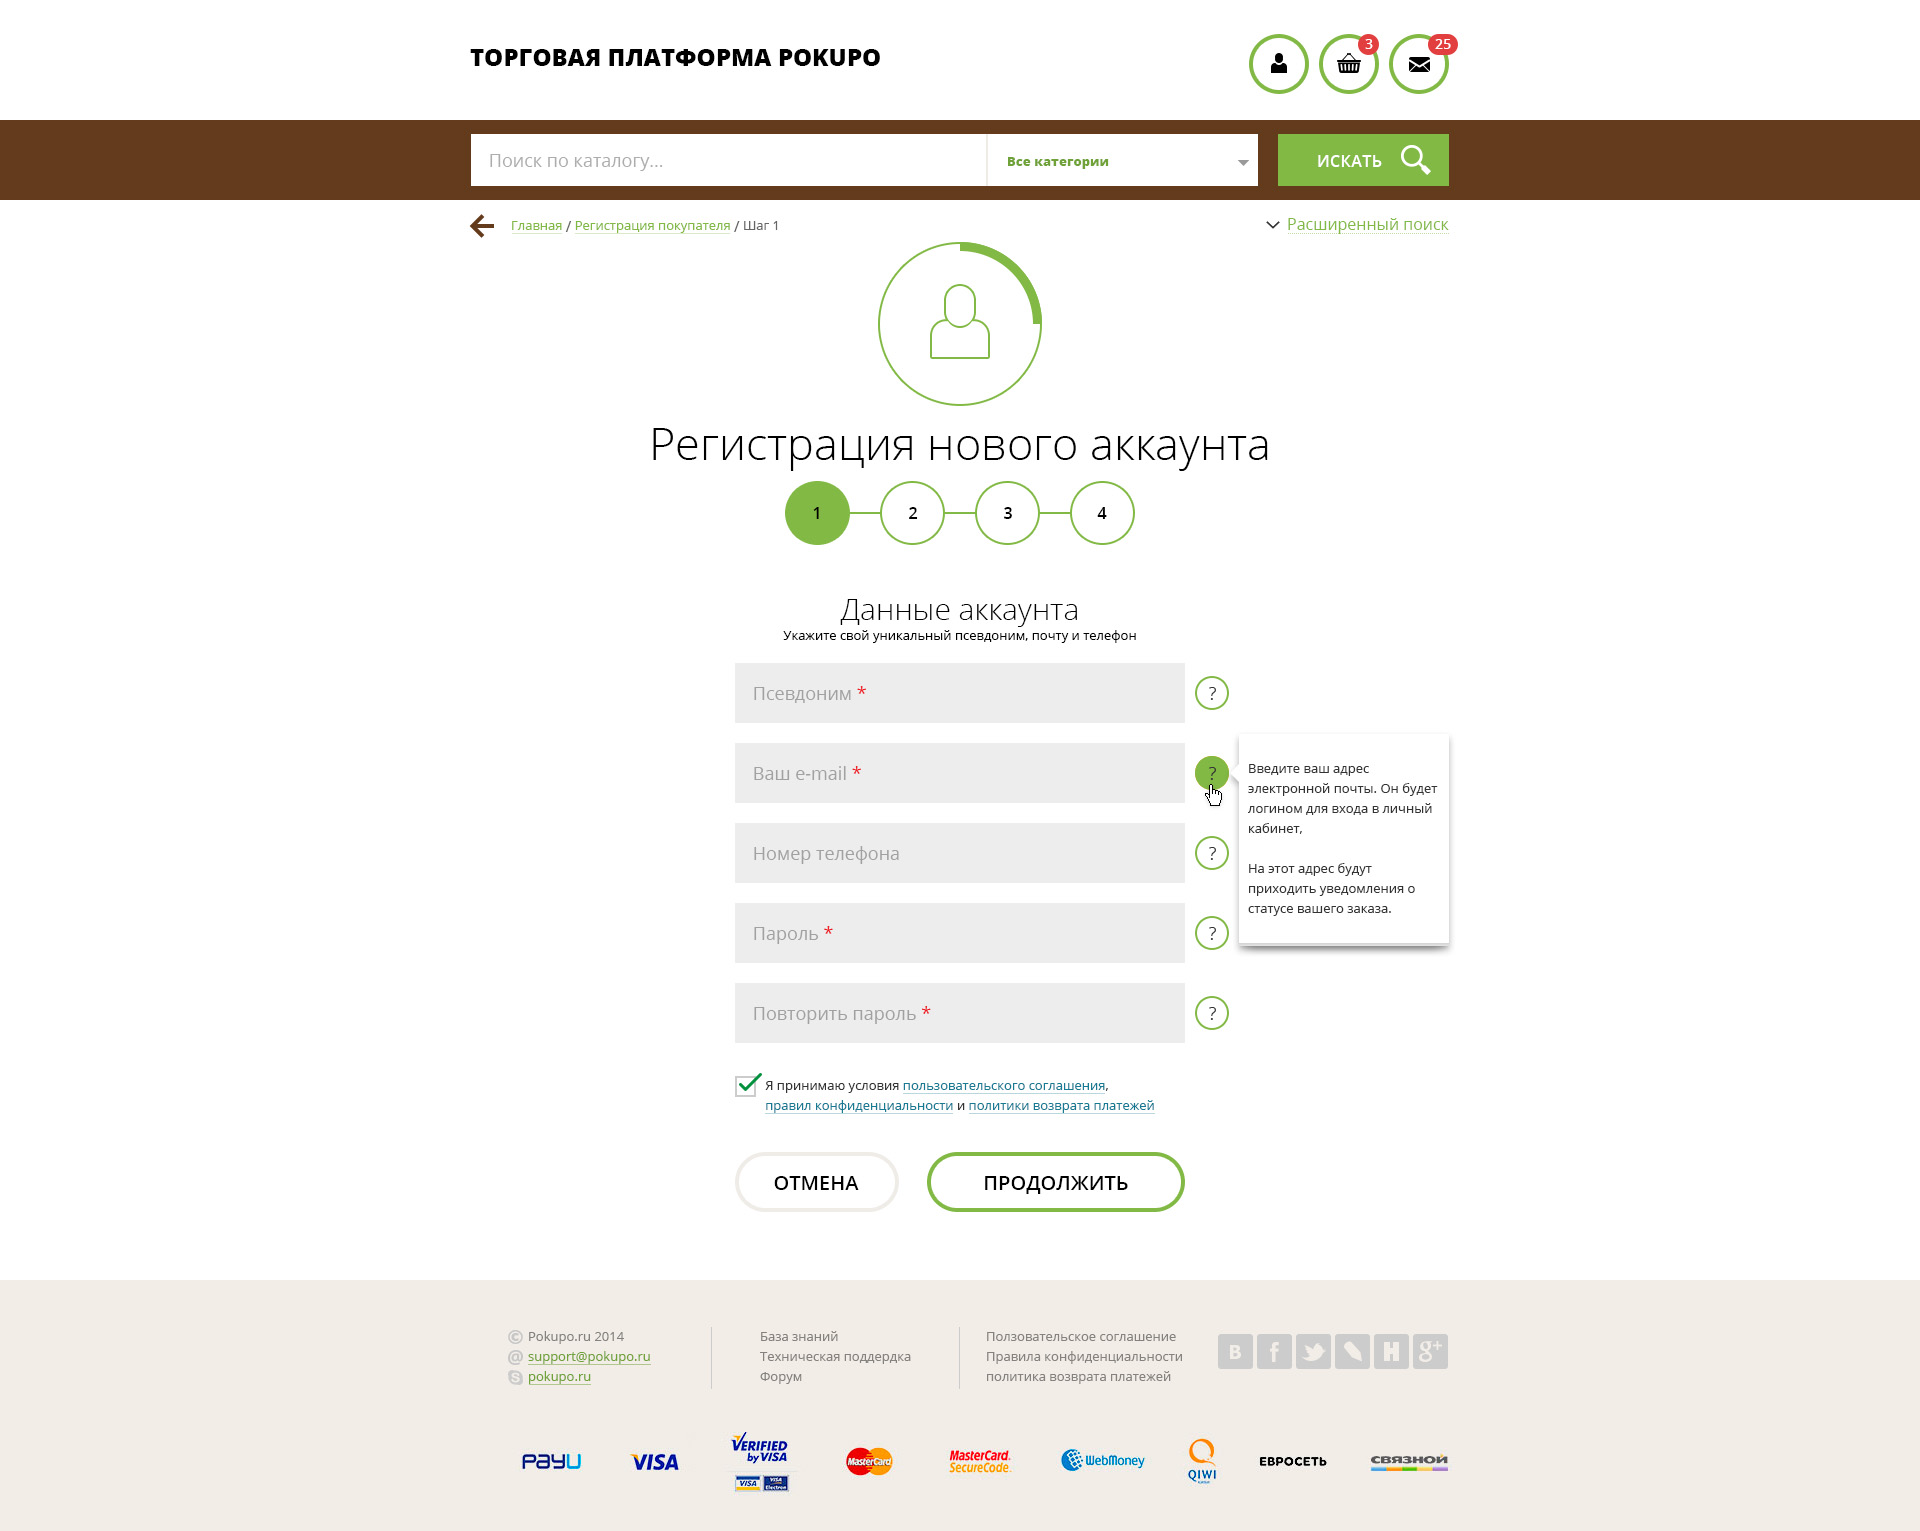 ТОРГОВАЯ ПЛАТФОРМА POKUPO
3
25
Поиск по каталогу...
Все категории
ИСКАТЬ
Главная / Регистрация покупателя / Шаг 1
Расширенный поиск
Регистрация нового аккаунта
1
2
3
4
Данные аккаунта
Укажите свой уникальный псевдоним, почту и телефон
Псевдоним *
?
Ваш e-mail *
?
Введите ваш адрес
электронной почты. Он будет
логином для входа в личный
кабинет,
На этот адрес будут
приходить уведомления о
статусе вашего заказа.
Номер телефона
?
Пароль *
?
Повторить пароль *
?
Я принимаю условия пользовательского соглашения,
правил конфиденциальности и политики возврата платежей
ОТМЕНА
ПРОДОЛЖИТЬ
© Pokupo.ru 2014
@ support@pokupo.ru
pokupo.ru
База знаний
Техническая поддердка
Форум
Ползовательское соглашение
Правила конфиденциальности
политика возврата платежей
B
f
H
g+
PayU
VISA
VERIFIED
by VISA
VISA
VISA
Electron
MasterCard
MasterCard.
SecureCode.
WebMoney
QIWI
ЕВРОСЕТЬ
СВЯЗНОЙ